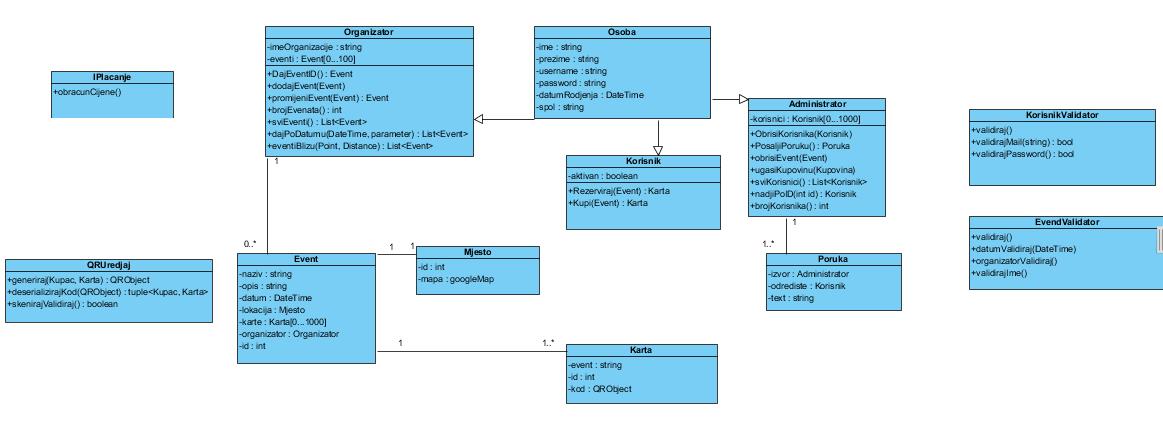 Organizator
-imeOrganizacije : string
-eventi : Event[0...100]
+DajEventID() : Event
+dodajEvent(Event)
+promijeniEvent(Event) : Event
+brojEvenata() : int
+sviEventi() : List<Event>
+dajPoDatumu(DateTime, parameter) : List<Event>
+eventiBlizu(Point, Distance) : List<Event>
Osoba
-ime : string
-prezime : string
-username : string
-password : string
-datumRodjenja : DateTime
-spol : string
IPlacanje
+obracunCijene()
Administrator
-korisnici : Korisnik[0...1000]
+ObrisiKorisnika(Korisnik)
+PosaljiPoruku() : Poruka
+obrisiEvent(Event)
+ugasiKupovinu(Kupovina)
+sviKorisnici() : List<Korisnik>
+nadjiPoID(int id) : Korisnik
+brojKorisnika() : int
KorisnikValidator
+validiraj()
+validirajMail(string) : bool
+validirajPassword() : bool
Korisnik
-aktivan : boolean
+Rezerviraj(Event) : Karta
+Kupi(Event) : Karta
EvendValidator
+validiraj()
+datumValidiraj(DateTime)
+organizatorValidiraj()
+validirajIme()
1
0..*
1
1
1
1..*
QRUredjaj
+generiraj(Kupac, Karta) : QRObject
+deserializirajKod(QRObject) : tuple<Kupac, Karta>
+skenirajValidiraj() : boolean
Event
-naziv : string
-opis : string
-datum : DateTime
-lokacija : Mjesto
-karte : Karta[0...1000]
-organizator : Organizator
-id : int
Mjesto
-id : int
-mapa : googleMap
Poruka
-izvor : Administrator
-odrediste : Korisnik
-text : string
1
1..*
Karta
-event : string
-id : int
-kod : QRObject